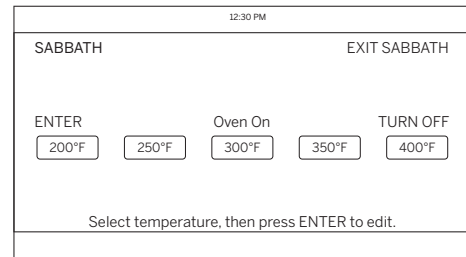 12:30 PM
SABBATH EXIT SABBATH
ENTER Oven On TURN OFF
200°F 250°F 300°F 350°F 400°F
Select temperature, then press ENTER to edit.